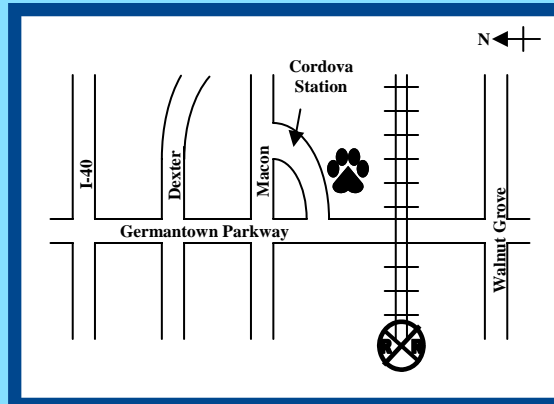 N
Cordova
Station
I-40
Dexter
Macon
Germantown Parkway
Walnut Grove
R R